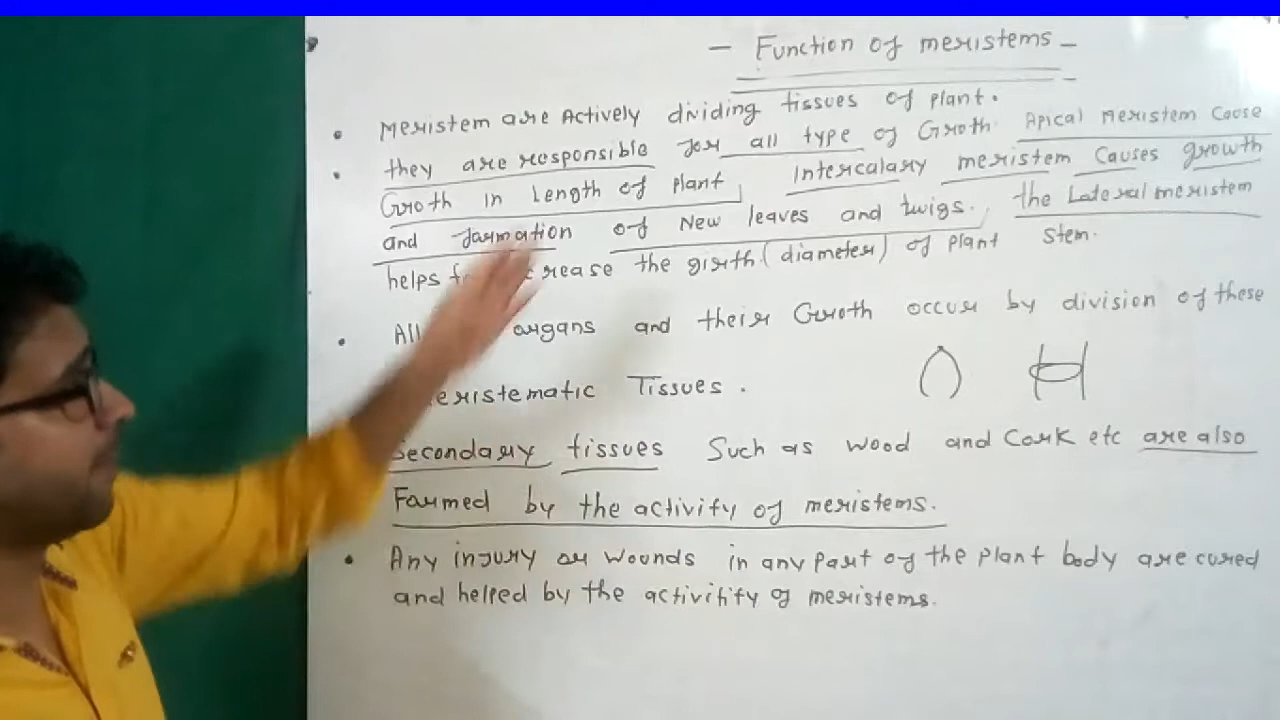 - Function of meristems -
• Meristem are Actively dividing tissues of plant.
• they are responsible for all type of Groth Apical Meristem Coose
Groth in Length of plant Intercalary meristem Causes growth
and formation of New leaves and twigs. the Lateral meristem
helps crease the girth (diameter) of plant stem.
• All organs and their Groth occur by division of these
eristematic Tissues.
Secondary tissues Such as wood and Cork etc are also
Formed by the activity of meristems.
• Any injury or wounds in any part of the plant body are cured
and helped by the activitity of meristems.